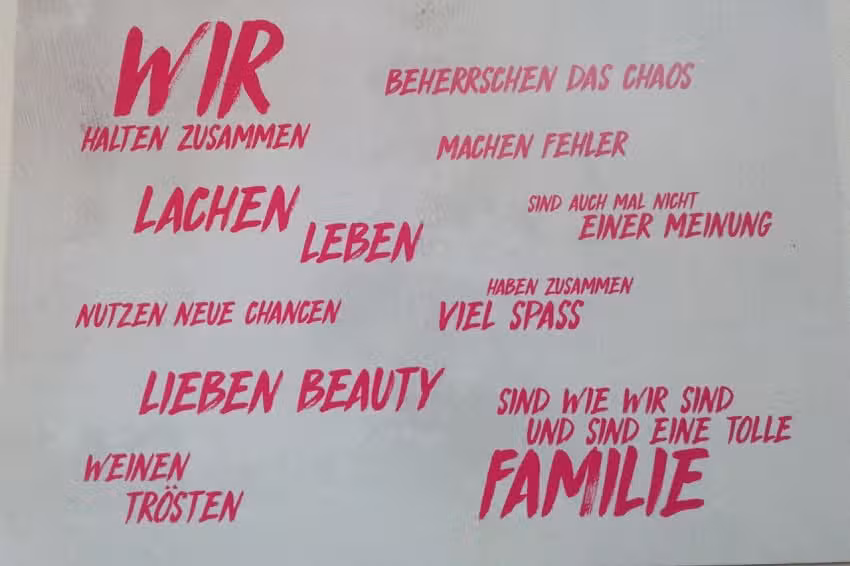 WIR
HALTEN ZUSAMMEN
LACHEN
LEBEN
NUTZEN NEUE CHANCEN
LIEBEN BEAUTY
WEINEN
TRÖSTEN
BEHERRSCHEN DAS CHAOS
MACHEN FEHLER
SIND AUCH MAL NICHT
EINER MEINUNG
HABEN ZUSAMMEN
VIEL SPASS
SIND WIE WIR SIND
UND SIND EINE TOLLE
FAMILIE